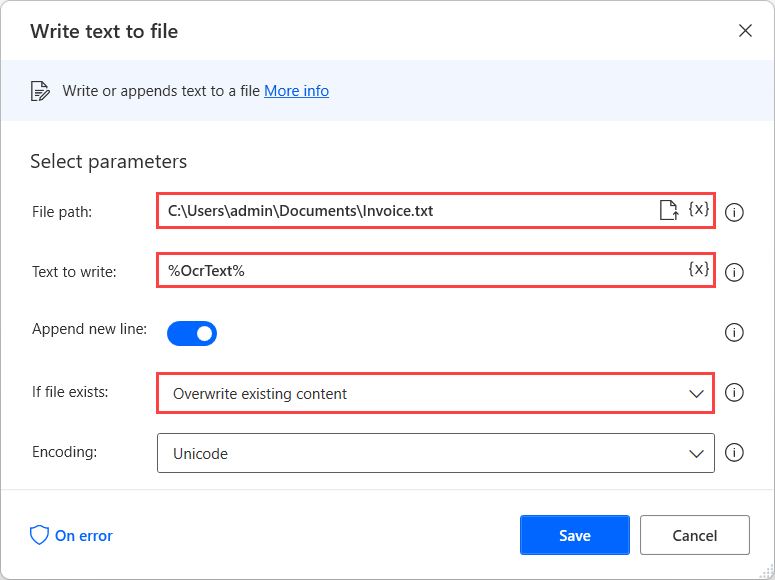 Write text to file
Write or appends text to a file More info
Select parameters
File path: C:\Users\admin\Documents\Invoice.txt {x}
Text to write: %OcrText% {x}
Append new line:
If file exists: Overwrite existing content
Encoding: Unicode
On error Save Cancel